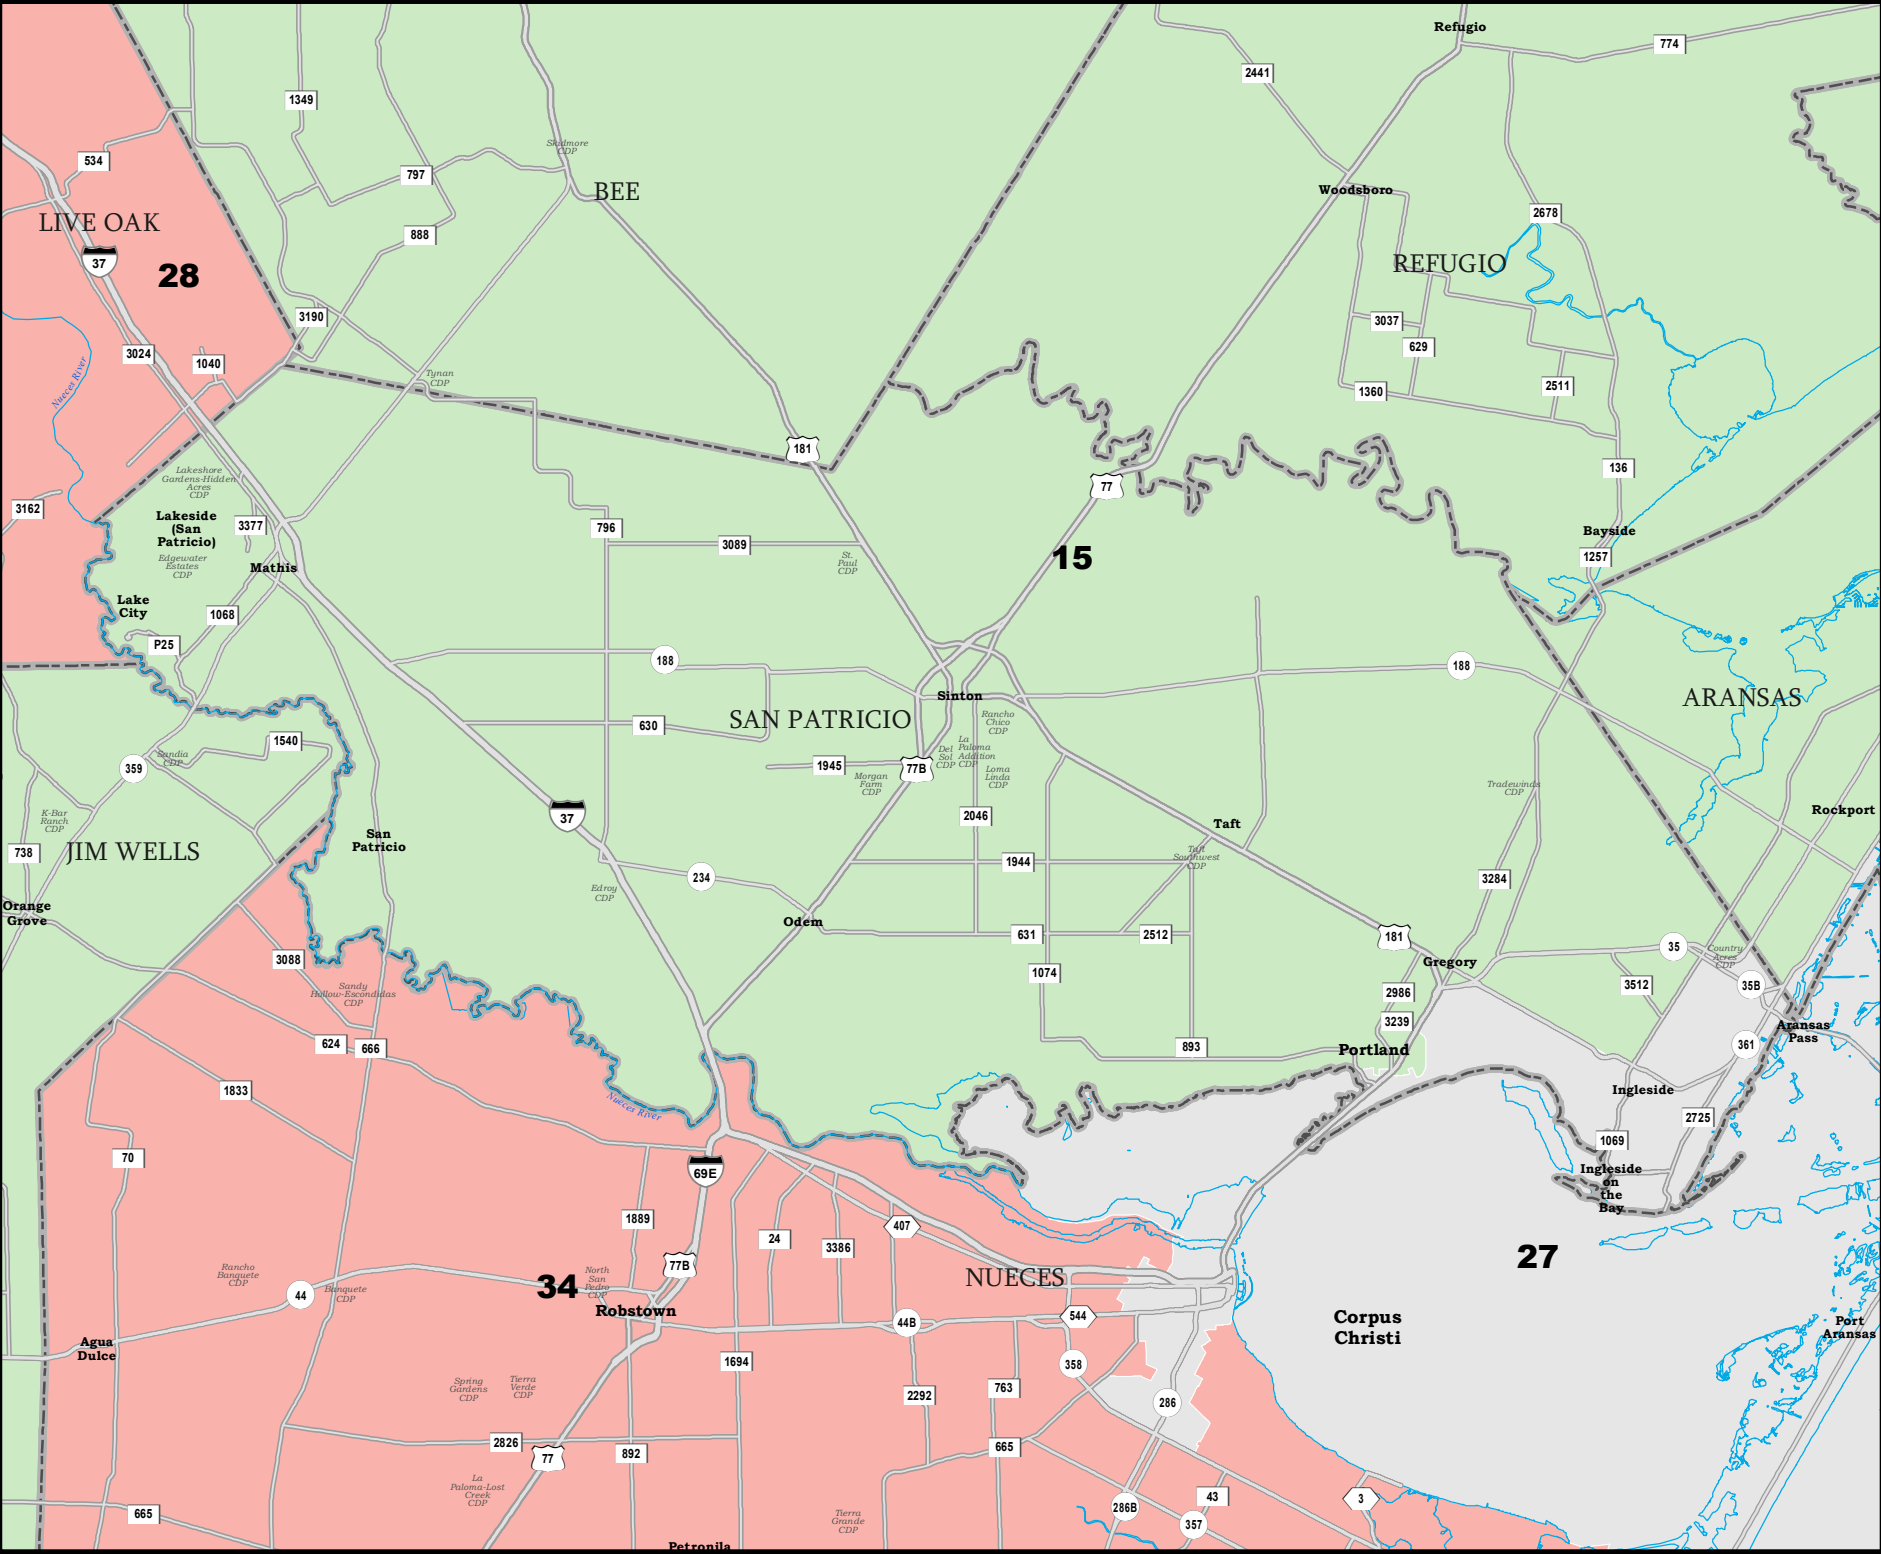 Refugio
774
2441
1349
Skidmore
CDP
534
797
BEE
Woodsboro
2678
LIVE OAK
888
37
28
REFUGIO
3190
3037
3024
1040
629
Nueces River
Tynan
CDP
1360
2511
181
136
Lakeshore
Gardens-Hidden
Acres
CDP
77
3162
Lakeside
(San
Patricio)
3377
796
3089
Bayside
1257
15
St.
Paul
CDP
Edgewater
Estates
CDP
Mathis
Lake
City
1068
P25
188
188
Sinton
ARANSAS
SAN PATRICIO
Rancho
Chico
CDP
630
1540
Sandia
CDP
359
1945
77B
Del
Sol
CDP
La
Paloma
Addition
CDP
Morgan
Farm
CDP
Loma
Linda
CDP
Tradewinds
CDP
K-Bar
Ranch
CDP
37
2046
Rockport
Taft
San
Patricio
738
JIM WELLS
1944
Taft
Southwest
CDP
234
Edroy
CDP
3284
Orange
Grove
Odem
631
2512
181
35
Country
Acres
CDP
3088
Gregory
1074
Sandy
Hollow-Escondidas
CDP
2986
3512
35B
3239
Aransas
Pass
624
666
893
Portland
361
1833
Nueces River
Ingleside
2725
1069
70
69E
Ingleside
on
the
Bay
1889
407
24
3386
27
77B
Rancho
Banquete
CDP
North
San
Pedro
CDP
NUECES
34
44
Banquete
CDP
Robstown
544
44B
Corpus
Christi
Port
Aransas
Agua
Dulce
1694
358
Spring
Gardens
CDP
Tierra
Verde
CDP
2292
763
286
2826
77
892
665
La
Paloma-Lost
Creek
CDP
43
3
286B
665
Tierra
Grande
CDP
357
Petronila